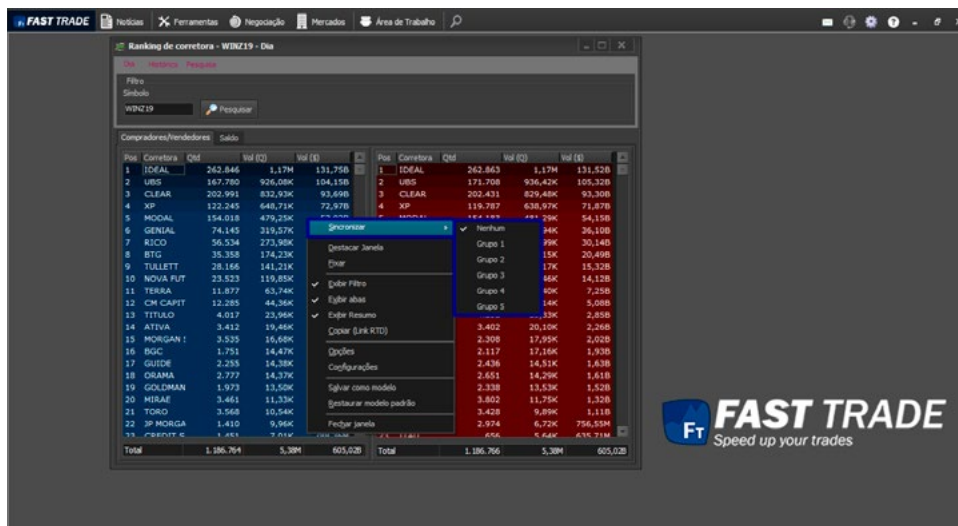 FAST TRADE Notícias Ferramentas Negociação Mercados Área de Trabalho
Ranking de corretora - WINZ19 - Dia
Dia Histórico Pesquisa
Filtro
Símbolo
WINZ19 Pesquisar
Compradores/Vendedores Saldo
Pos Corretora Qtd Vol (Q) Vol ($) Pos Corretora Qtd Vol (Q) Vol ($)
1 IDEAL 262.846 1,17M 131,75B 1 IDEAL 262.863 1,17M 131,52B
2 UBS 167.780 926,08K 104,15B 2 UBS 171.708 936,42K 105,32B
3 CLEAR 202.991 832,93K 93,69B 3 CLEAR 202.431 829,48K 93,30B
4 XP 122.245 648,71K 72,97B 4 XP 119.787 638,97K 71,87B
5 MODAL 154.018 479,25K 5 MODAL 54,15B
6 GENIAL 74.145 319,57K Sincronizar Nenhum 94K 36,10B
7 RICO 56.534 273,98K Grupo 1 99K 30,14B
8 BTG 35.358 174,23K Destacar Janela Grupo 2 15K 20,49B
9 TULLETT 28.166 141,21K Fixar Grupo 3 17K 15,32B
10 NOVA FUT 23.523 119,85K Exibir Filtro Grupo 4 46K 14,12B
11 TERRA 11.877 63,74K Exibir abas Grupo 5 40K 7,25B
12 CM CAPIT 12.285 44,36K Exibir Resumo 14K 5,08B
13 TITULO 4.017 23,96K 2,85B
14 ATIVA 3.412 19,46K Copiar (Link RTD) 3.402 20,10K 2,26B
15 MORGAN 3.535 16,68K 2.308 17,95K 2,02B
16 BGC 1.751 14,47K Opções 2.117 17,16K 1,93B
17 GUIDE 2.255 14,38K Configurações 2.436 14,51K 1,63B
18 ORAMA 2.777 14,37K 2.651 14,29K 1,61B
19 GOLDMAN 1.973 13,50K Salvar como modelo 2.338 13,53K 1,52B
20 MIRAE 3.461 11,33K Restaurar modelo padrão 3.802 11,75K 1,32B
21 TORO 3.568 10,54K 3.428 9,89K 1,11B
22 JP MORGA 1.410 9,96K Fechar janela 2.974 6,72K 756,55M
Total 1.186.764 5,38M 605,02B Total 1.186.766 5,38M 605,02B
FT FAST TRADE
Speed up your trades